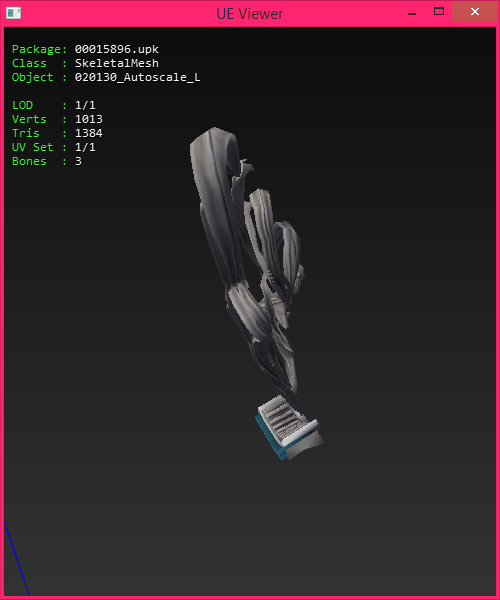 UE Viewer
Package: 00015896.upk
Class  : SkeletalMesh
Object : 020130_Autoscale_L
LOD    : 1/1
Verts  : 1013
Tris   : 1384
UV Set : 1/1
Bones  : 3